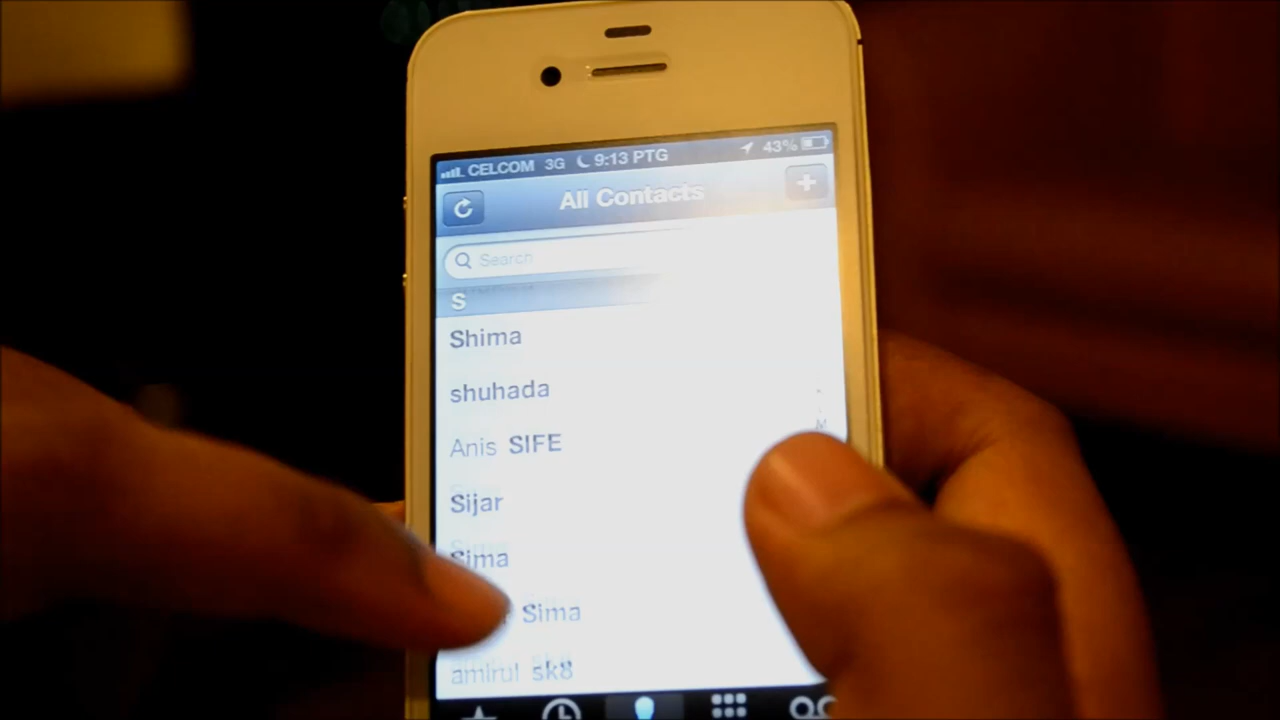 CELCOM 3G 9:13 PTG 43%
All Contacts
Search
S
Shima
shuhada
Anis SIFE
Sijar
Sima
Sima
amirul sk8
M